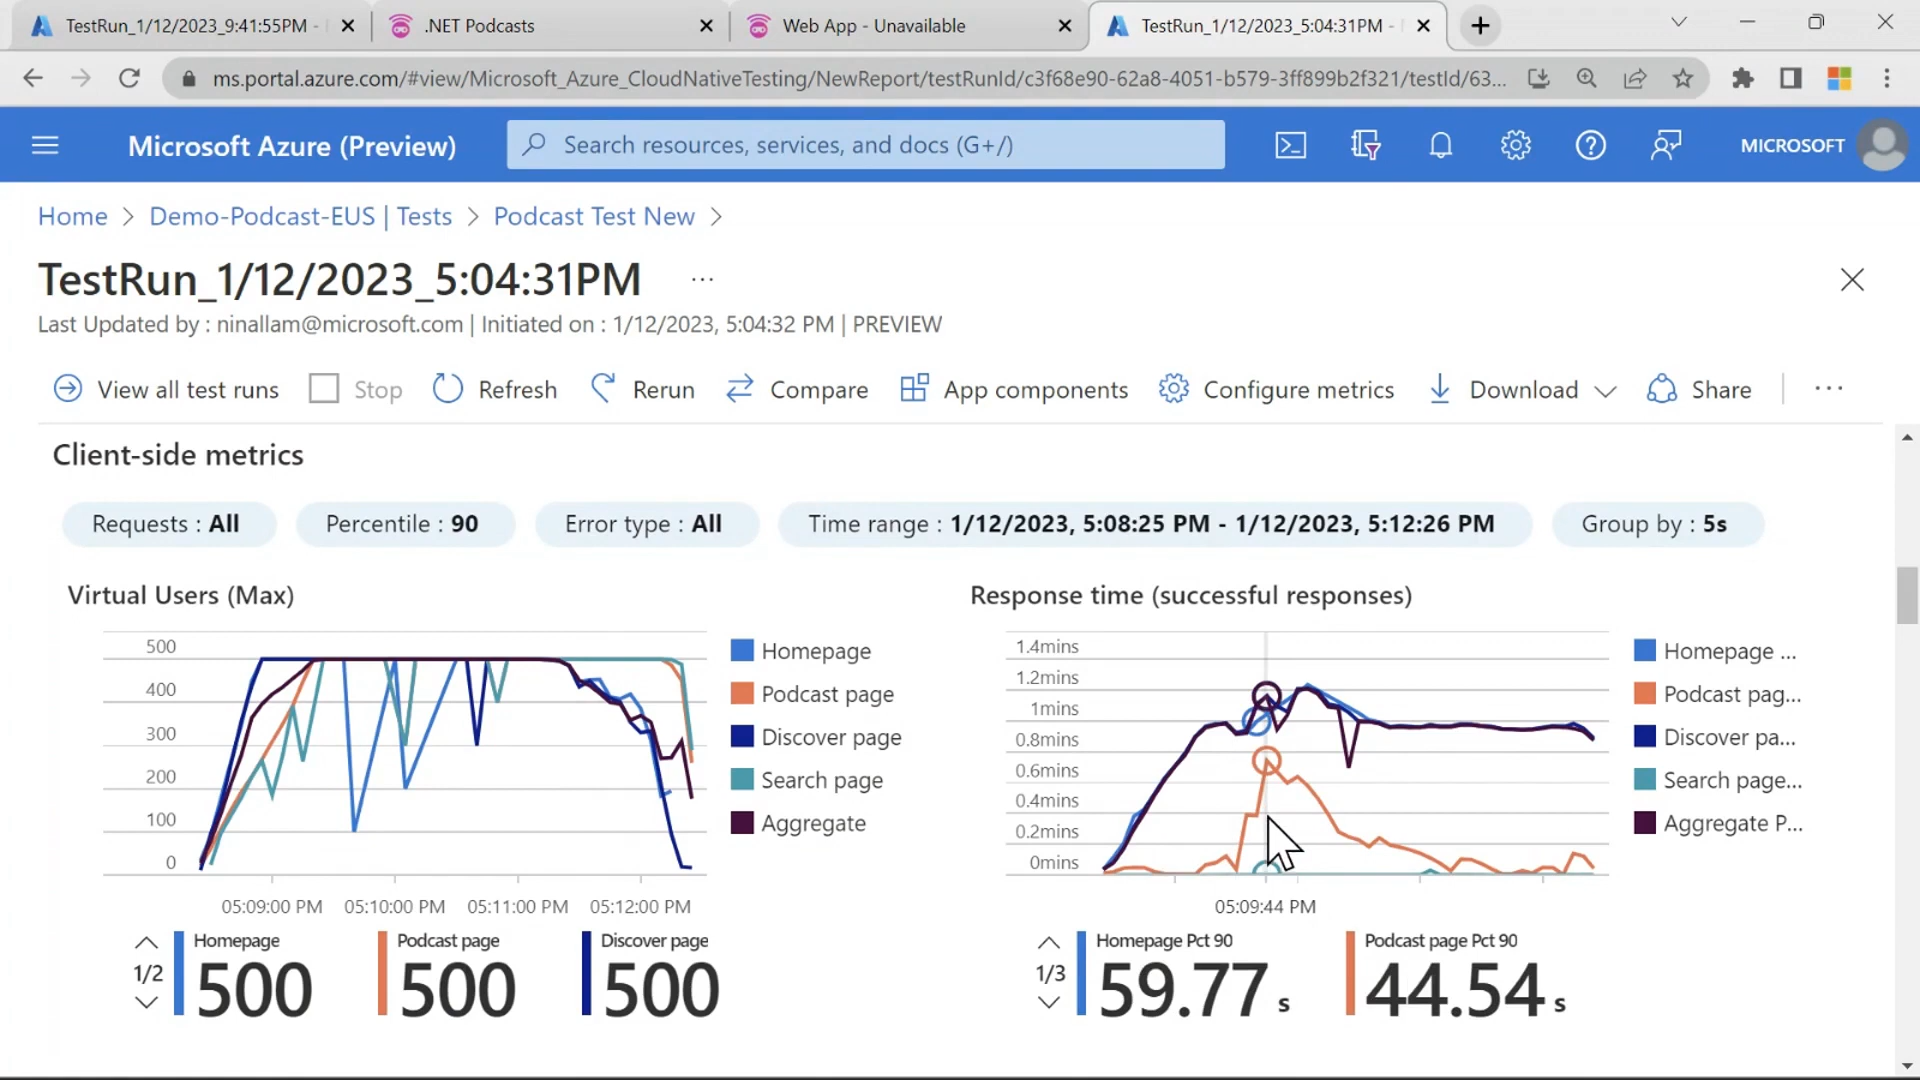 TestRun_1/12/2023_9:41:55PM -
.NET Podcasts
Web App - Unavailable
TestRun_1/12/2023_5:04:31PM -
ms.portal.azure.com/#view/Microsoft_Azure_CloudNativeTesting/NewReport/testRunId/c3f68e90-62a8-4051-b579-3ff899b2f321/testId/63...
Microsoft Azure (Preview)
Search resources, services, and docs (G+/)
MICROSOFT
Home > Demo-Podcast-EUS | Tests > Podcast Test New >
TestRun_1/12/2023_5:04:31PM ...
Last Updated by : ninallam@microsoft.com | Initiated on : 1/12/2023, 5:04:32 PM | PREVIEW
View all test runs
Stop
Refresh
Rerun
Compare
App components
Configure metrics
Download
Share
...
Client-side metrics
Requests : All
Percentile : 90
Error type : All
Time range : 1/12/2023, 5:08:25 PM - 1/12/2023, 5:12:26 PM
Group by : 5s
Virtual Users (Max)
500
400
300
200
100
0
05:09:00 PM
05:10:00 PM
05:11:00 PM
05:12:00 PM
Homepage
Podcast page
Discover page
Search page
Aggregate
1/2
Homepage
500
Podcast page
500
Discover page
500
Response time (successful responses)
1.4mins
1.2mins
1mins
0.8mins
0.6mins
0.4mins
0.2mins
0mins
05:09:44 PM
Homepage ...
Podcast pag...
Discover pa...
Search page...
Aggregate P...
1/3
Homepage Pct 90
59.77 s
Podcast page Pct 90
44.54 s